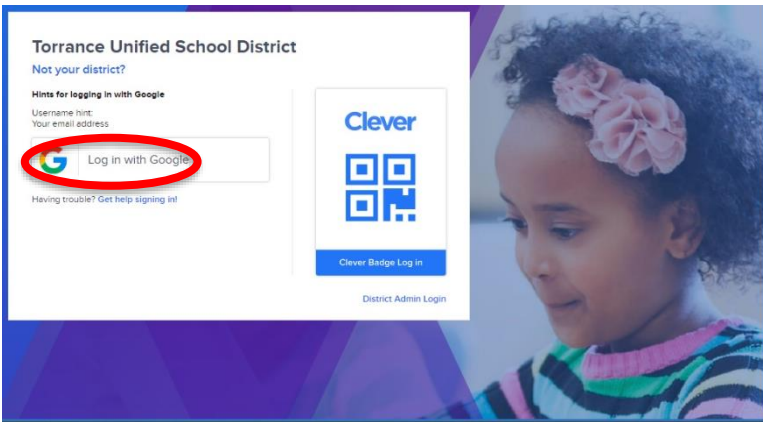 Torrance Unified School District
Not your district?
Hints for logging in with Google
Username hint:
Your email address
Log in with Google
Having trouble? Get help signing in!
Clever
Clever Badge Log in
District Admin Login